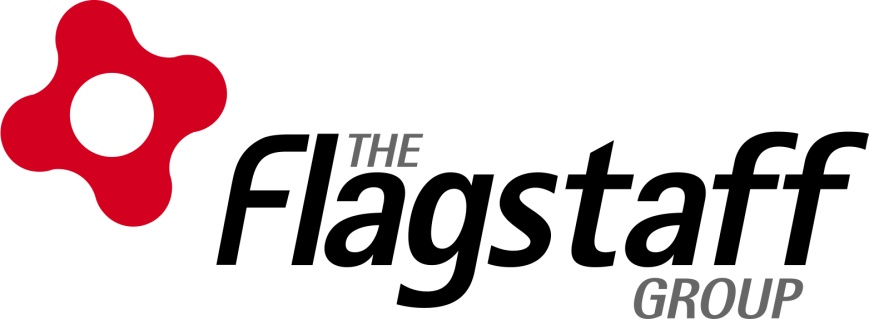 THE
Flagstaff
GROUP